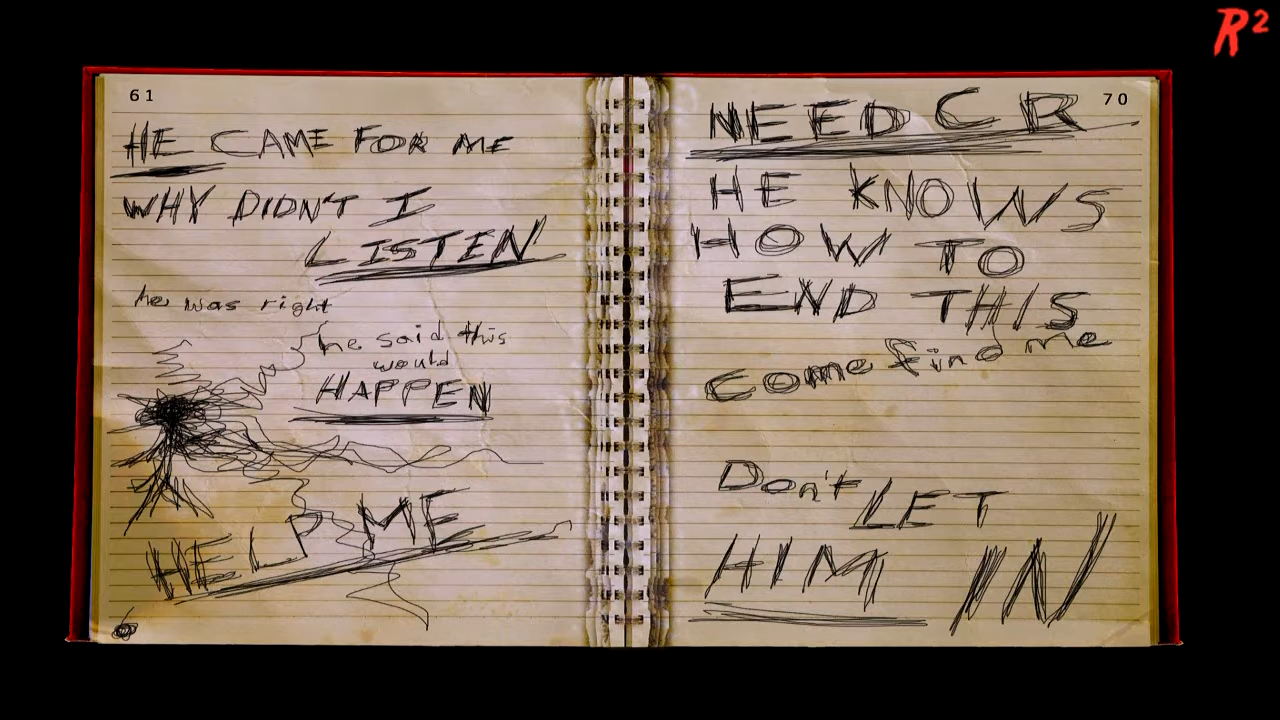 R²
61
HE CAME FOR ME
WHY DIDN'T I
LISTEN
he was right
he said this
would
HAPPEN
HELP ME
70
NEED CR
HE KNOWS
HOW TO
END THIS
come find me
Don't LET
HIM IN